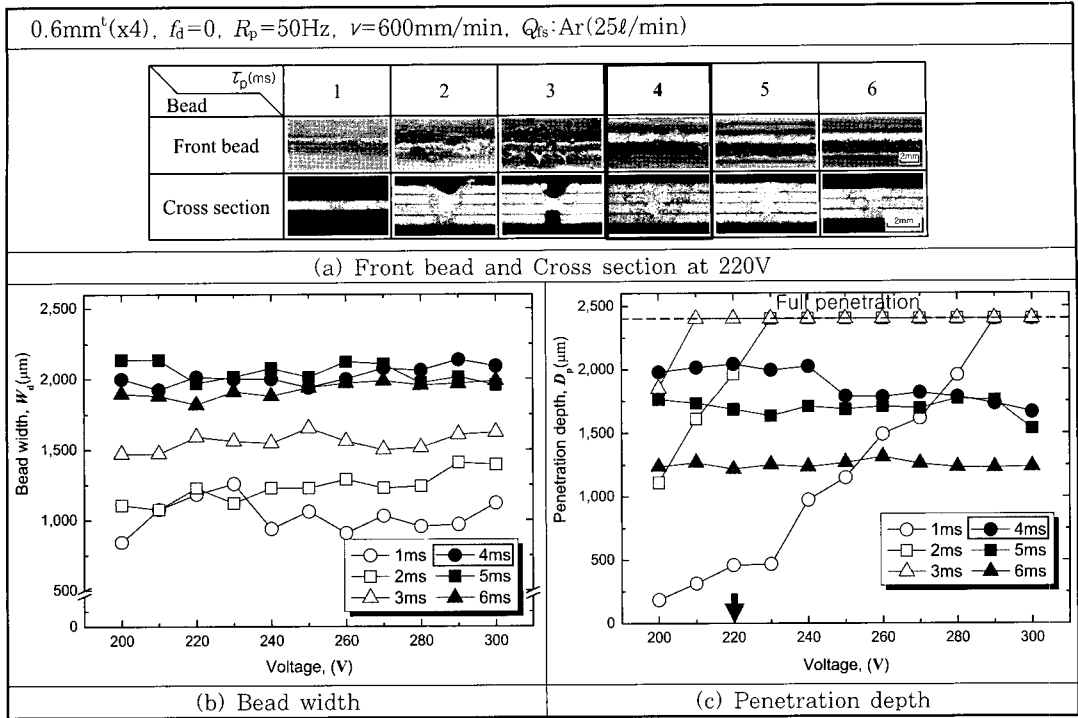 0.6mmᵗ(x4), f_d=0, R_p=50Hz, ν=600mm/min, Q_fs:Ar(25ℓ/min)
τ_p(ms)
Bead
1 2 3 4 5 6
Front bead
2mm
Cross section
2mm
(a) Front bead and Cross section at 220V
2,500
2,000
1,500
1,000
500
0
Bead width, W_d(μm)
1ms 4ms
2ms 5ms
3ms 6ms
200 220 240 260 280 300
Voltage, (V)
(b) Bead width
2,500
2,000
1,500
1,000
500
0
Penetration depth, D_p(μm)
Full penetration
1ms 4ms
2ms 5ms
3ms 6ms
200 220 240 260 280 300
Voltage, (V)
(c) Penetration depth